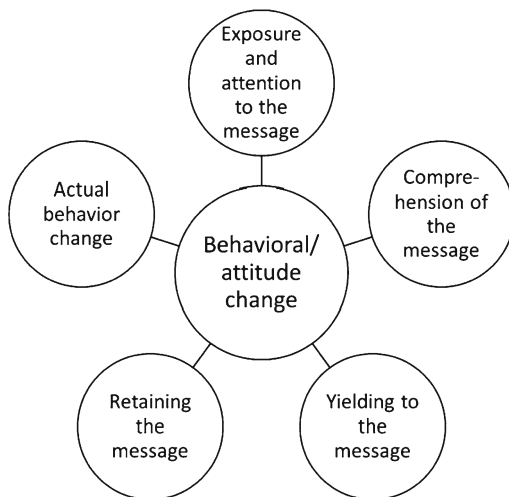 Exposure
and
attention
to the
message
Compre-
hension of
the
message
Yielding to
the
message
Retaining
the
message
Actual
behavior
change
Behavioral/
attitude
change